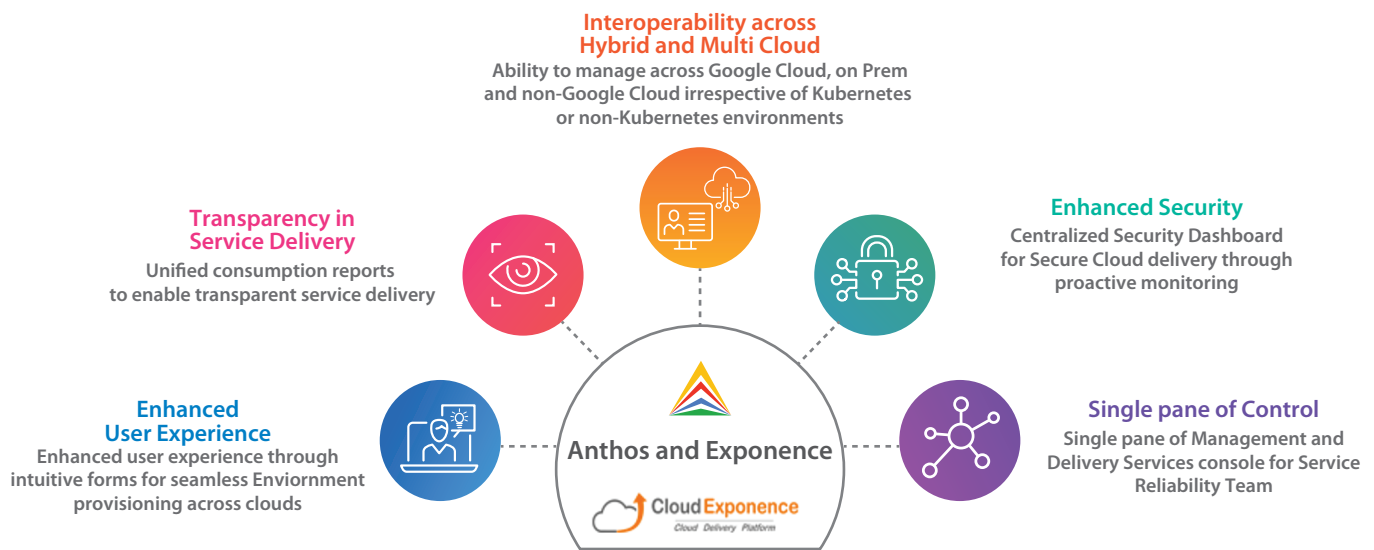 Interoperability across
Hybrid and Multi Cloud
Ability to manage across Google Cloud, on Prem
and non-Google Cloud irrespective of Kubernetes
or non-Kubernetes environments
Transparency in
Service Delivery
Unified consumption reports
to enable transparent service delivery
Enhanced Security
Centralized Security Dashboard
for Secure Cloud delivery through
proactive monitoring
Enhanced
User Experience
Enhanced user experience through
intuitive forms for seamless Enviornment
provisioning across clouds
Anthos and Exponence
Cloud Exponence
Cloud Delivery Platform
Single pane of Control
Single pane of Management and
Delivery Services console for Service
Reliability Team